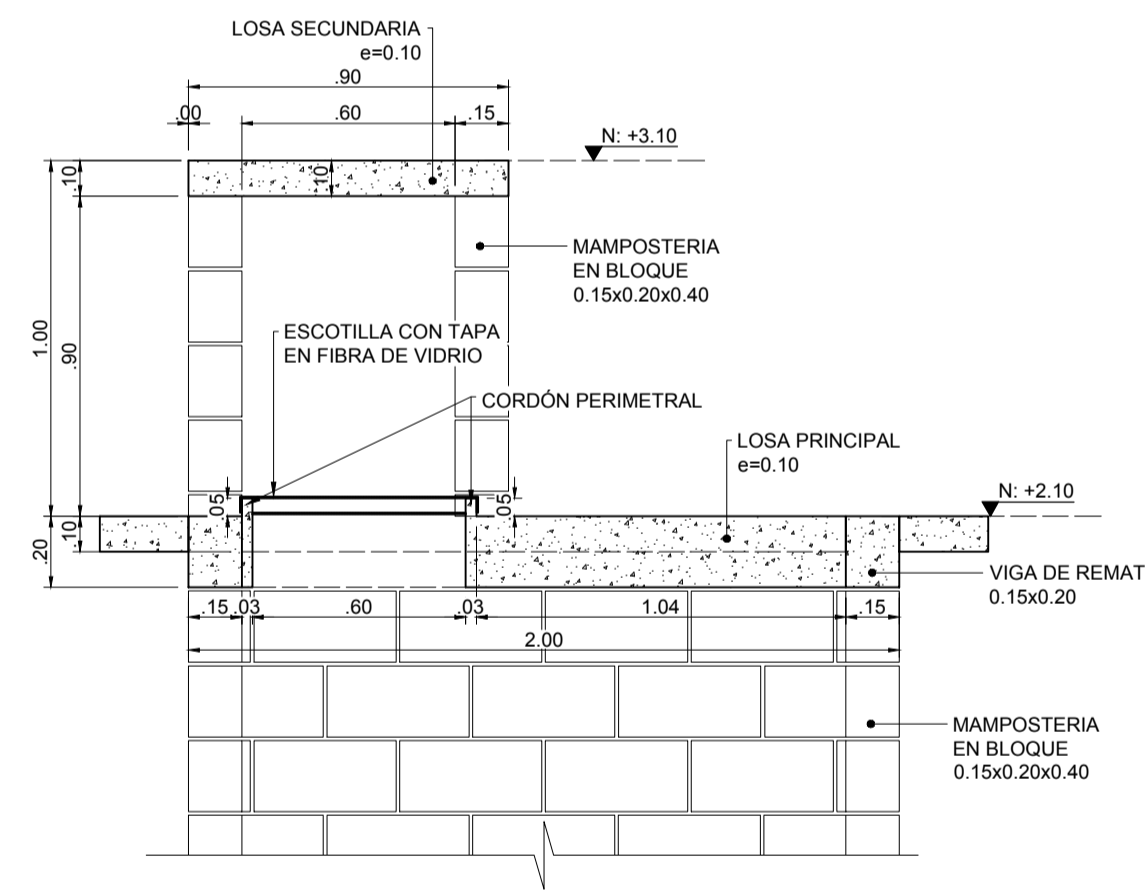 LOSA SECUNDARIA
e=0.10
.90
.00
.60
.15
N: +3.10
.10
.10
MAMPOSTERIA
EN BLOQUE
0.15x0.20x0.40
1.00
.90
ESCOTILLA CON TAPA
EN FIBRA DE VIDRIO
CORDÓN PERIMETRAL
LOSA PRINCIPAL
e=0.10
N: +2.10
.05
.05
.20
.10
VIGA DE REMAT
0.15x0.20
.15
.03
.60
.03
1.04
.15
2.00
MAMPOSTERIA
EN BLOQUE
0.15x0.20x0.40